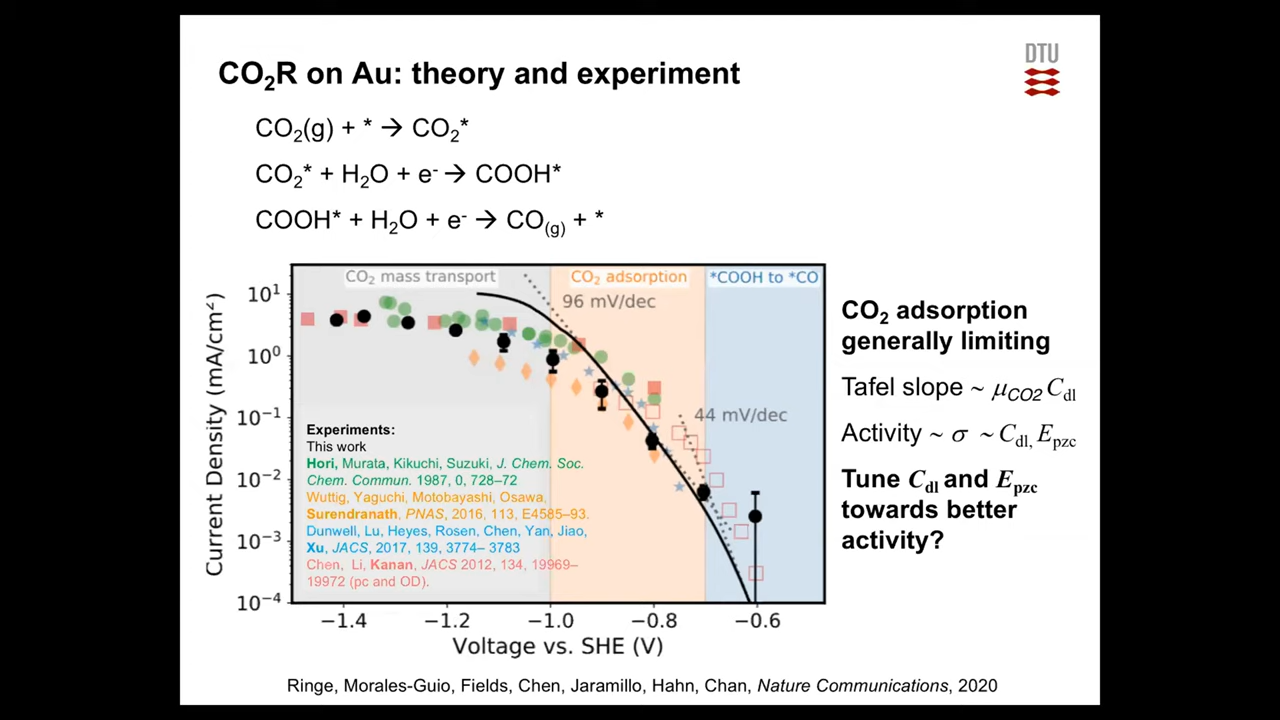 CO₂R on Au: theory and experiment
DTU
CO₂(g) + * → CO₂*
CO₂* + H₂O + e⁻ → COOH*
COOH* + H₂O + e⁻ → CO(g) + *
CO₂ mass transport
CO₂ adsorption
*COOH to *CO
96 mV/dec
44 mV/dec
Current Density (mA/cm⁻²)
10¹
10⁰
10⁻¹
10⁻²
10⁻³
10⁻⁴
Experiments:
This work
Hori, Murata, Kikuchi, Suzuki, J. Chem. Soc.
Chem. Commun. 1987, 0, 728–72
Wuttig, Yaguchi, Motobayashi, Osawa,
Surendranath, PNAS, 2016, 113, E4585–93.
Dunwell, Lu, Heyes, Rosen, Chen, Yan, Jiao,
Xu, JACS, 2017, 139, 3774– 3783
Chen, Li, Kanan, JACS 2012, 134, 19969–
19972 (pc and OD).
−1.4 −1.2 −1.0 −0.8 −0.6
Voltage vs. SHE (V)
CO₂ adsorption
generally limiting
Tafel slope ~ μCO2 Cdl
Activity ~ σ ~ Cdl, Epzc
Tune Cdl and Epzc
towards better
activity?
Ringe, Morales-Guio, Fields, Chen, Jaramillo, Hahn, Chan, Nature Communications, 2020